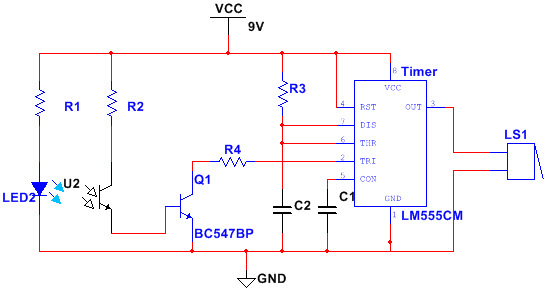 VCC
9V
Timer
R1
R2
R3
8
VCC
4
RST
OUT
3
7
DIS
LS1
R4
6
THR
2
TRI
U2
Q1
5
CON
LED2
C2
C1
GND
BC547BP
1
LM555CM
GND